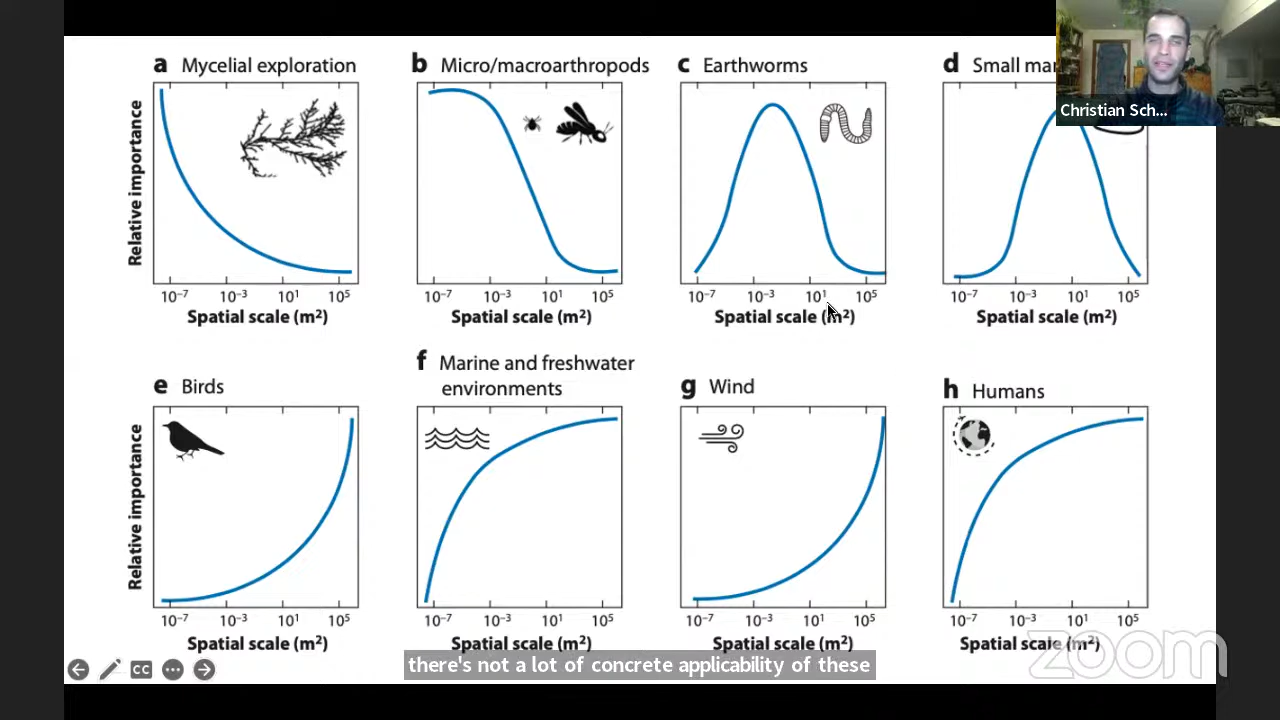 a Mycelial exploration
b Micro/macroarthropods
c Earthworms
d Small mar
Christian Sch...
Relative importance
10⁻⁷ 10⁻³ 10¹ 10⁵
10⁻⁷ 10⁻³ 10¹ 10⁵
10⁻⁷ 10⁻³ 10¹ 10⁵
10⁻⁷ 10⁻³ 10¹ 10⁵
Spatial scale (m²)
Spatial scale (m²)
Spatial scale (m²)
Spatial scale (m²)
e Birds
f Marine and freshwater
environments
g Wind
h Humans
Relative importance
10⁻⁷ 10⁻³ 10¹ 10⁵
10⁻⁷ 10⁻³ 10¹ 10⁵
10⁻⁷ 10⁻³ 10¹ 10⁵
10⁻⁷ 10⁻³ 10¹ 10⁵
Spatial scale (m²)
Spatial scale (m²)
Spatial scale (m²)
Spatial scale (m²)
CC
there's not a lot of concrete applicability of these
zoom